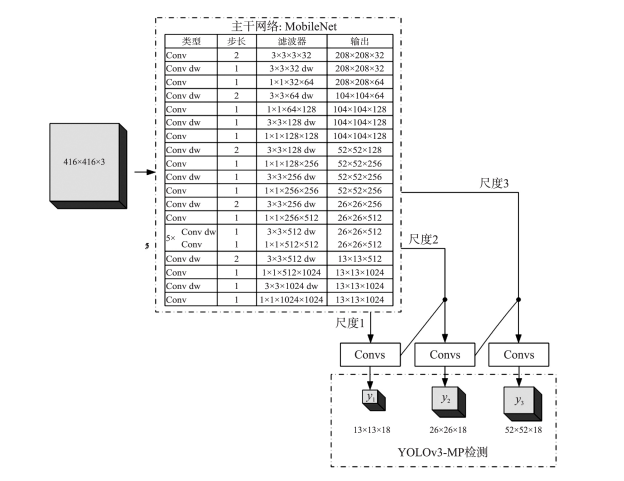 主干网络: MobileNet
类型 步长 滤波器 输出
Conv 2 3×3×3×32 208×208×32
Conv dw 1 3×3×32 dw 208×208×32
Conv 1 1×1×32×64 208×208×64
Conv dw 2 3×3×64 dw 104×104×64
Conv 1 1×1×64×128 104×104×128
Conv dw 1 3×3×128 dw 104×104×128
Conv 1 1×1×128×128 104×104×128
Conv dw 2 3×3×128 dw 52×52×128
Conv 1 1×1×128×256 52×52×256
Conv dw 1 3×3×256 dw 52×52×256
Conv 1 1×1×256×256 52×52×256
Conv dw 2 3×3×256 dw 26×26×256
Conv 1 1×1×256×512 26×26×512
5× Conv dw 1 3×3×512 dw 26×26×512
Conv 1 1×1×512×512 26×26×512
Conv dw 2 3×3×512 dw 13×13×512
Conv 1 1×1×512×1024 13×13×1024
Conv dw 1 3×3×1024 dw 13×13×1024
Conv 1 1×1×1024×1024 13×13×1024
416×416×3
5
尺度3
尺度2
尺度1
Convs Convs Convs
y₁ y₂ y₃
13×13×18 26×26×18 52×52×18
YOLOv3-MP检测